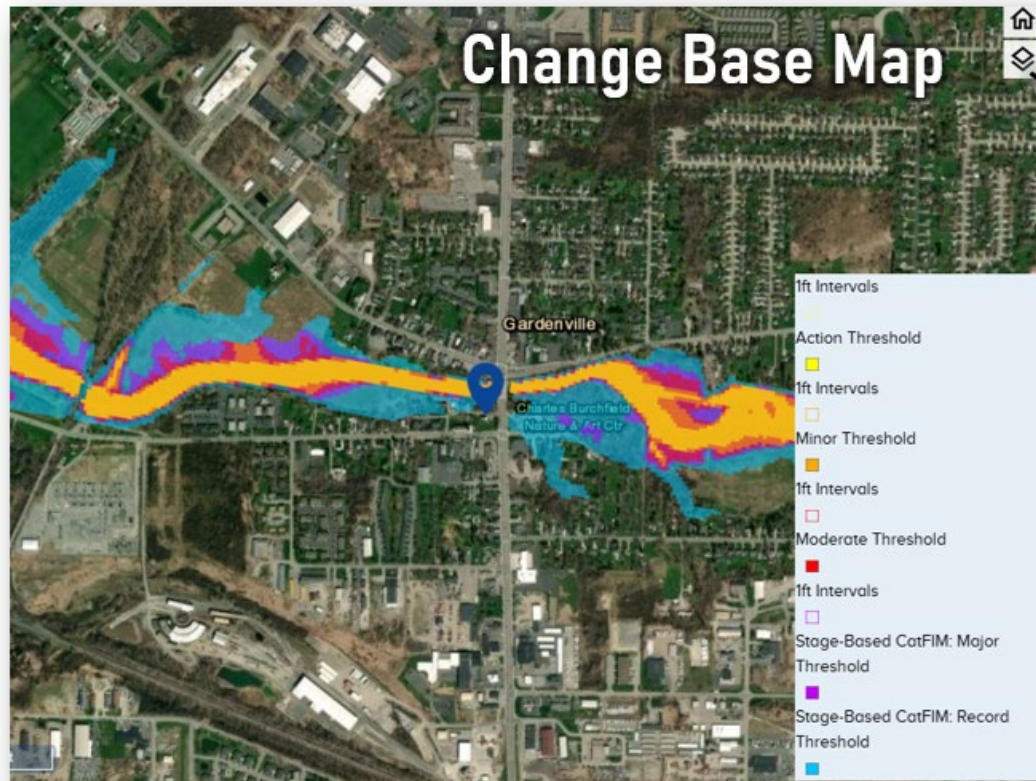 Change Base Map
Gardenville
Charles Burchfield
Nature & Art Ctr
1ft Intervals
Action Threshold
1ft Intervals
Minor Threshold
1ft Intervals
Moderate Threshold
1ft Intervals
Stage-Based CatFIM: Major
Threshold
Stage-Based CatFIM: Record
Threshold